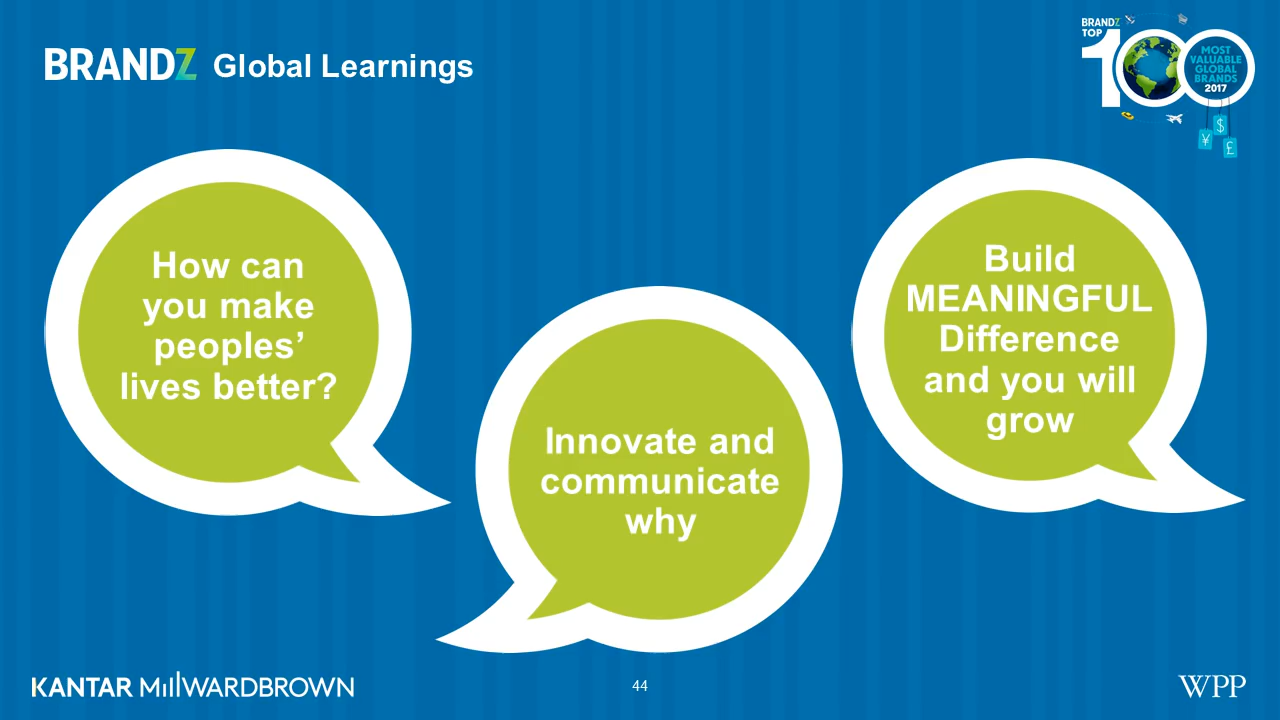 BRANDZ Global Learnings
BRANDZ
TOP
100
MOST
VALUABLE
GLOBAL
BRANDS
2017
¥ $ £
How can
you make
peoples’
lives better?
Innovate and
communicate
why
Build
MEANINGFUL
Difference
and you will
grow
KANTAR MillWARDBROWN
44
WPP